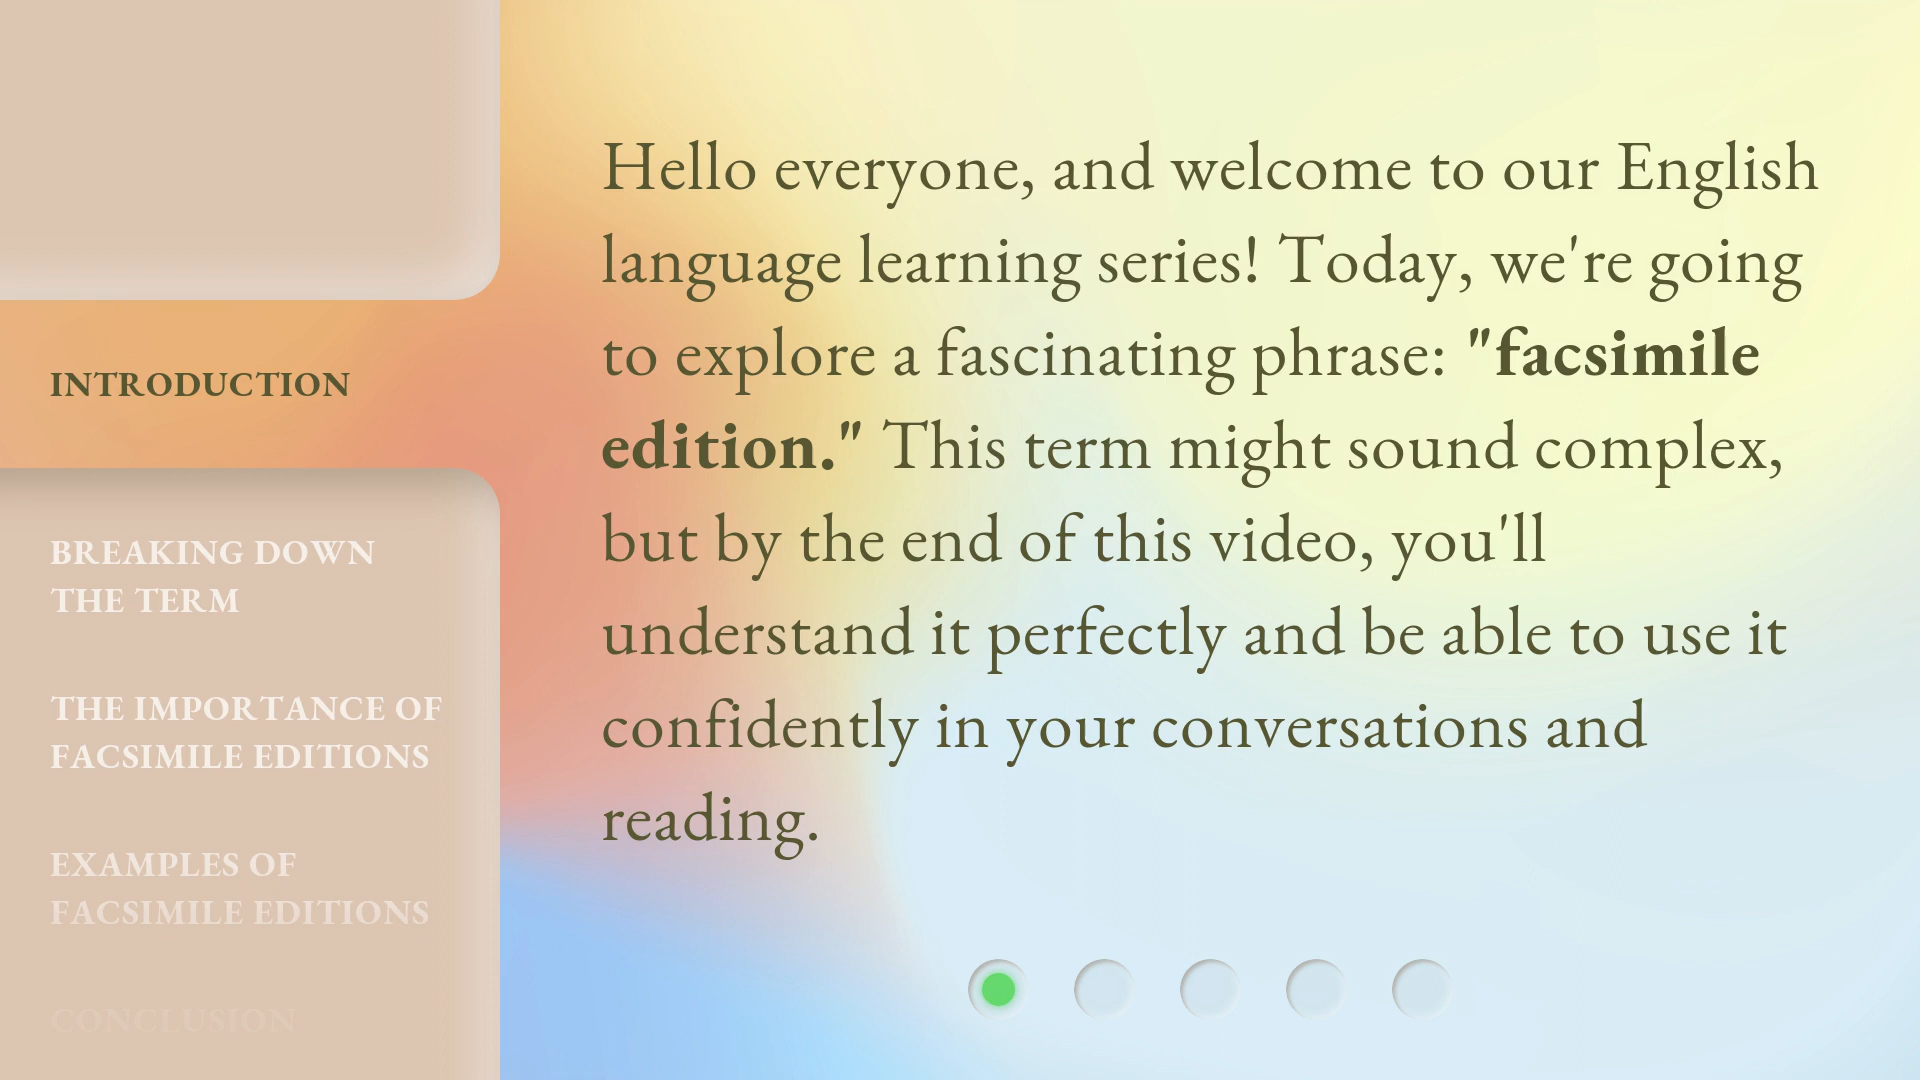 INTRODUCTION
BREAKING DOWN
THE TERM
THE IMPORTANCE OF
FACSIMILE EDITIONS
EXAMPLES OF
FACSIMILE EDITIONS
CONCLUSION
Hello everyone, and welcome to our English
language learning series! Today, we're going
to explore a fascinating phrase: "facsimile
edition." This term might sound complex,
but by the end of this video, you'll
understand it perfectly and be able to use it
confidently in your conversations and
reading.